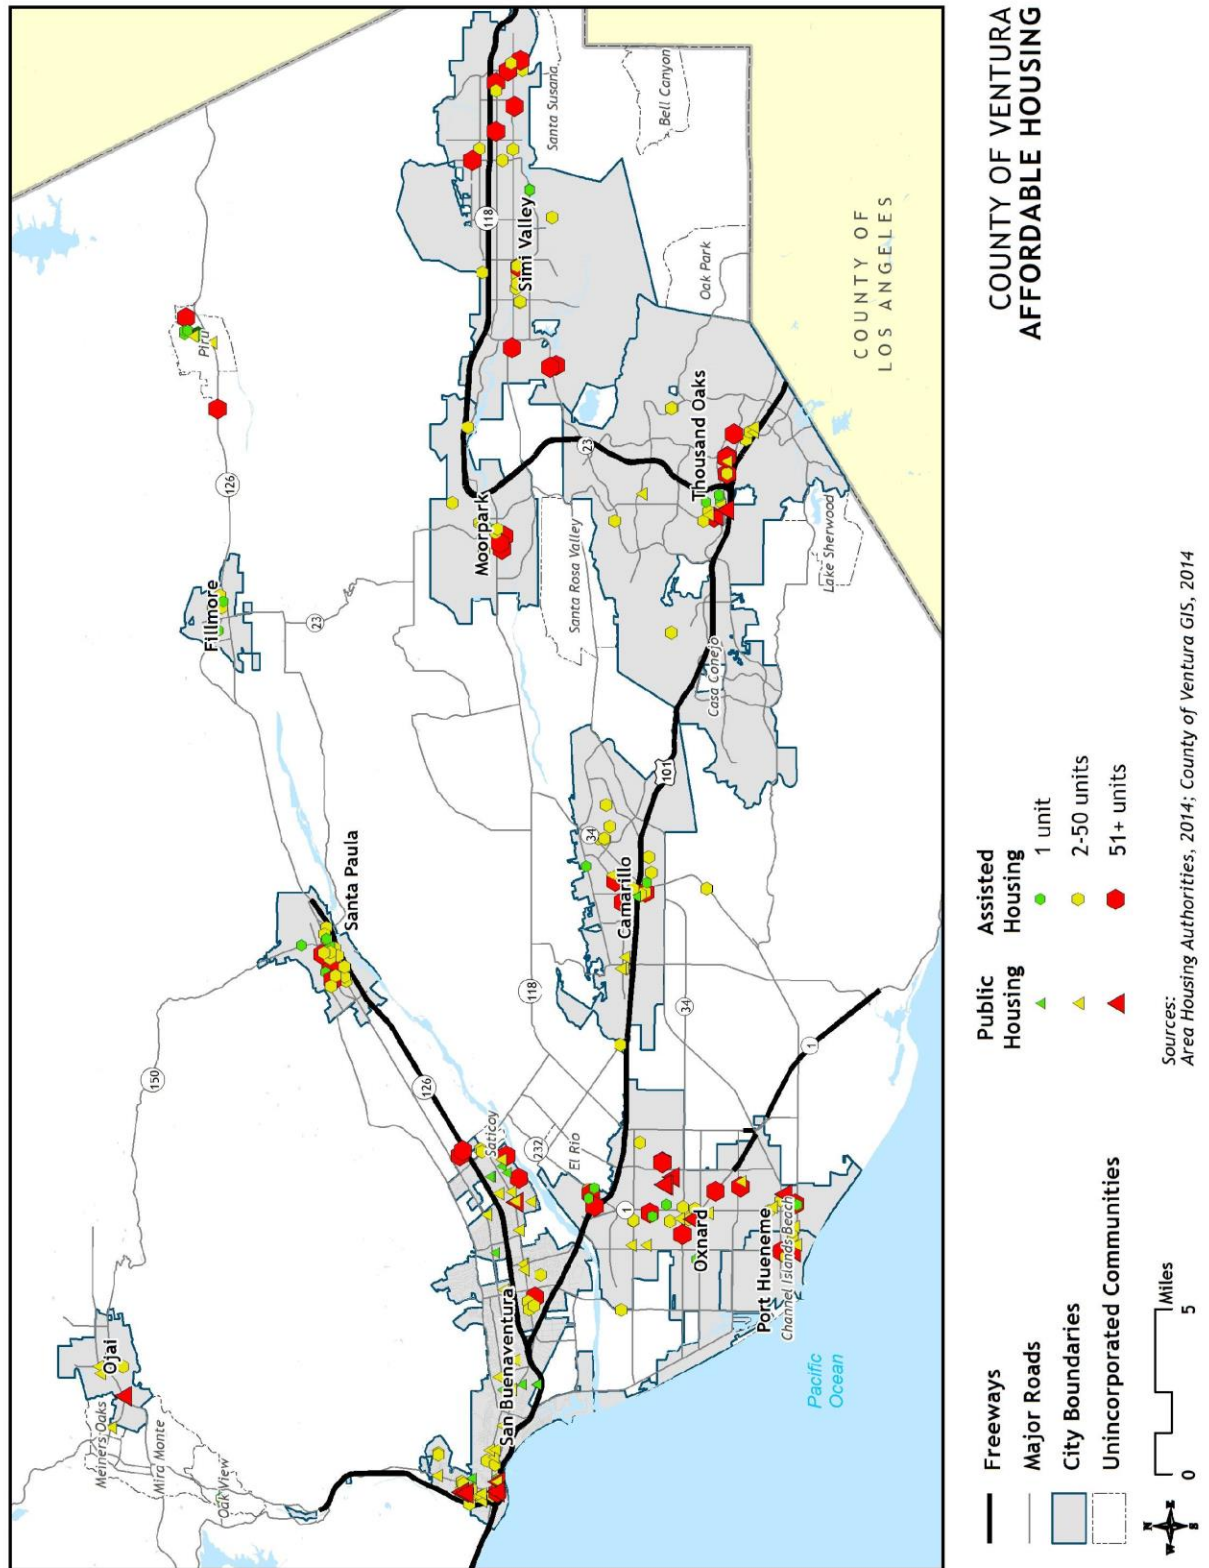 COUNTY OF VENTURA
AFFORDABLE HOUSING
Ojai
Meiners Oaks
Mira Monte
Oak View
150
Santa Paula
126
Fillmore
126
23
Piru
San Buenaventura
Saticoy
232
El Rio
118
1
Oxnard
Port Hueneme
Channel Islands Beach
Pacific
Ocean
34
1
Camarillo
34
101
Moorpark
Santa Rosa Valley
23
118
Simi Valley
Santa Susana
Bell Canyon
Oak Park
Thousand Oaks
Casa Conejo
Lake Sherwood
COUNTY OF
LOS ANGELES
Freeways
Major Roads
City Boundaries
Unincorporated Communities
Public
Housing
Assisted
Housing
1 unit
2-50 units
51+ units
N
W
E
S
0
5
Miles
Sources:
Area Housing Authorities, 2014; County of Ventura GIS, 2014